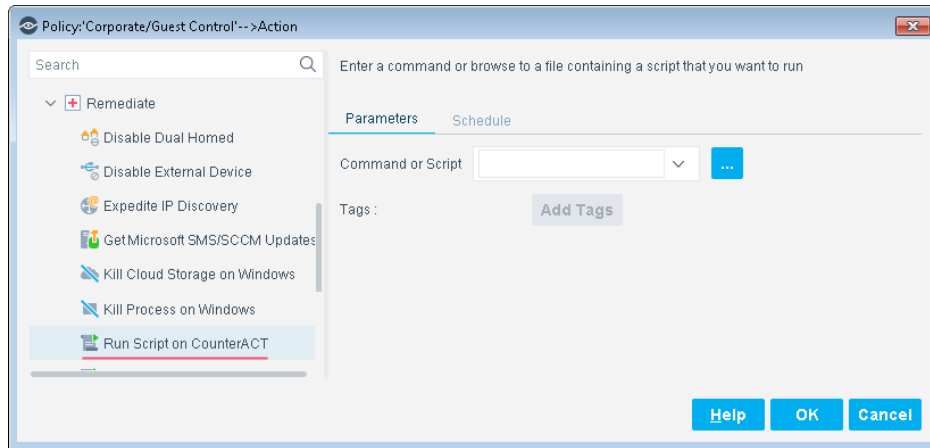 Policy:'Corporate/Guest Control'-->Action
Search
Enter a command or browse to a file containing a script that you want to run
Remediate
Parameters
Schedule
Disable Dual Homed
Disable External Device
Command or Script
...
Expedite IP Discovery
Tags :
Add Tags
Get Microsoft SMS/SCCM Updates
Kill Cloud Storage on Windows
Kill Process on Windows
Run Script on CounterACT
Help
OK
Cancel